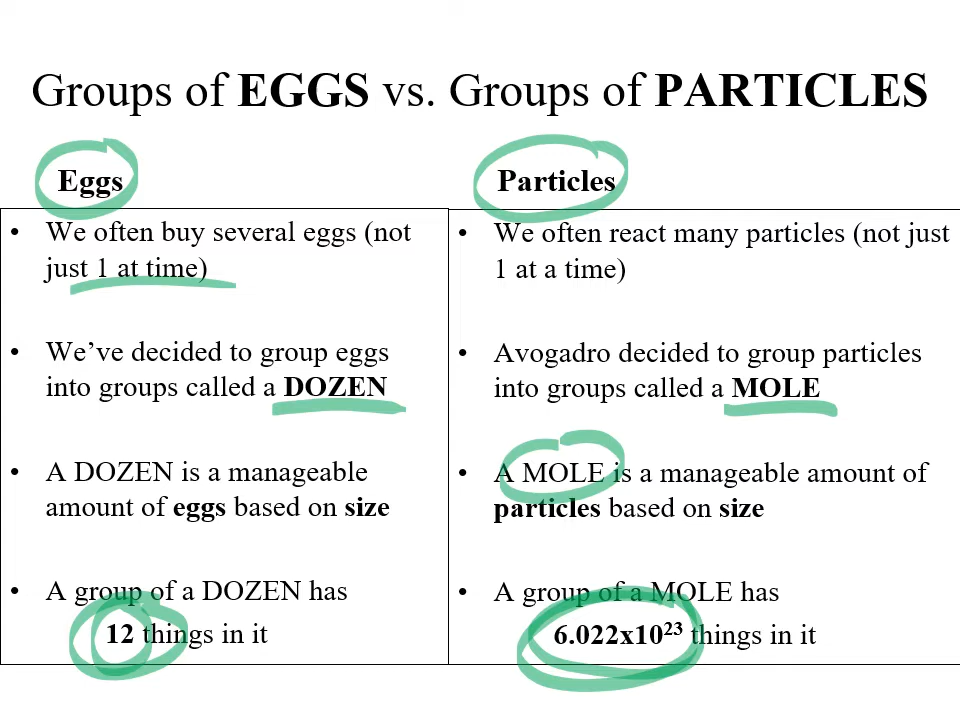 Groups of EGGS vs. Groups of PARTICLES
Eggs
• We often buy several eggs (not
just 1 at time)
• We’ve decided to group eggs
into groups called a DOZEN
• A DOZEN is a manageable
amount of eggs based on size
• A group of a DOZEN has
12 things in it
Particles
• We often react many particles (not just
1 at a time)
• Avogadro decided to group particles
into groups called a MOLE
• A MOLE is a manageable amount of
particles based on size
• A group of a MOLE has
6.022x10²³ things in it